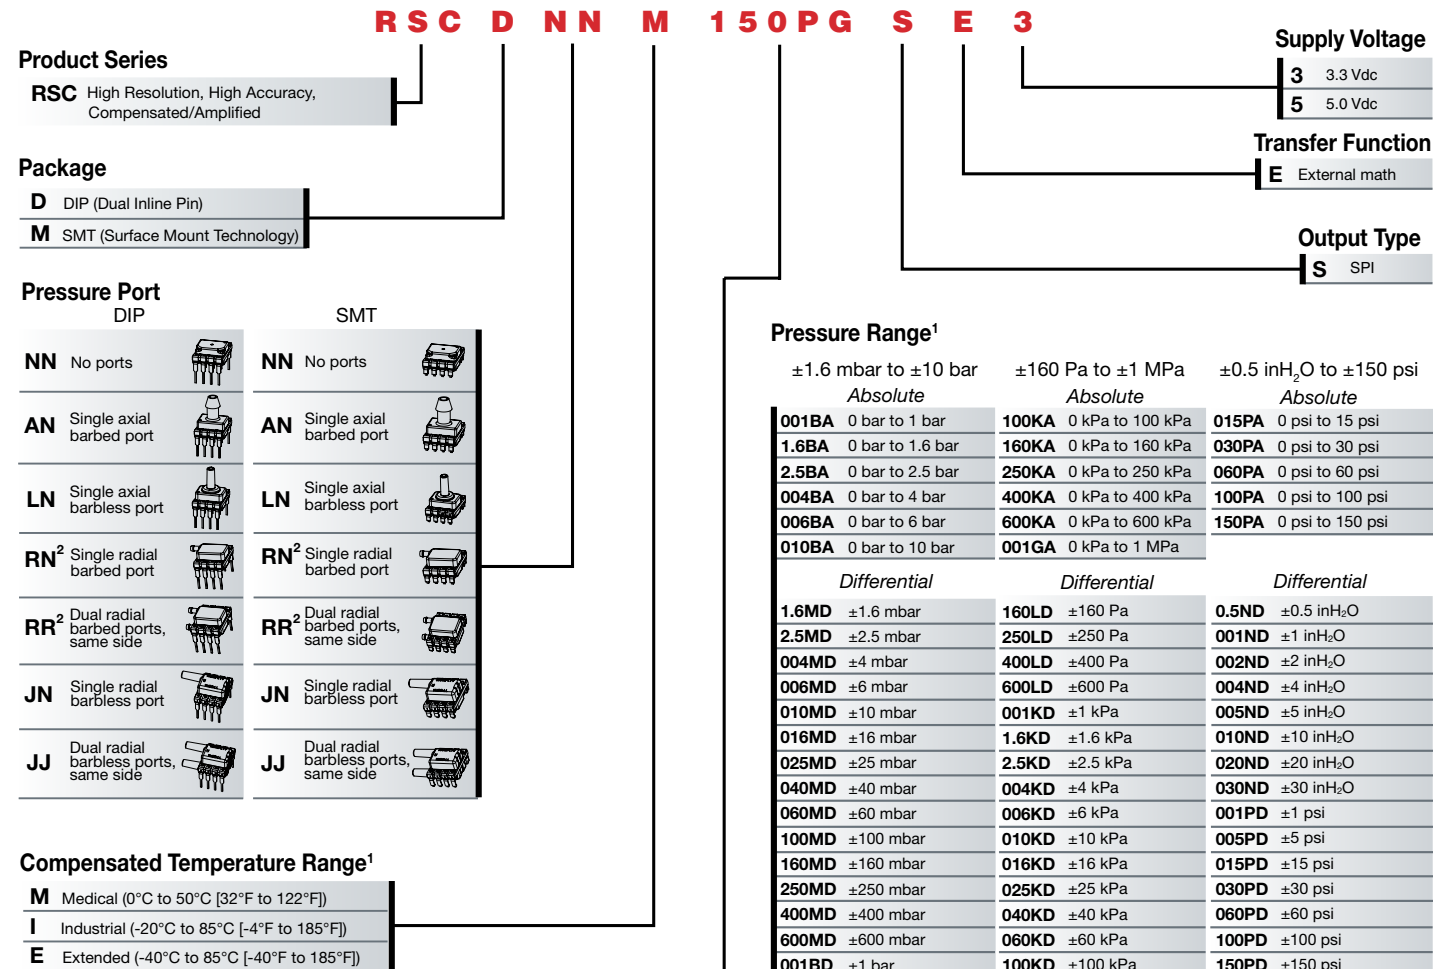 RSC D NN M 150PG S E 3
Product Series
RSC High Resolution, High Accuracy,
Compensated/Amplified
Package
D DIP (Dual Inline Pin)
M SMT (Surface Mount Technology)
Pressure Port
DIP SMT
NN No ports NN No ports
AN Single axial barbed port AN Single axial barbed port
LN Single axial barbless port LN Single axial barbless port
RN² Single radial barbed port RN² Single radial barbed port
RR² Dual radial barbed ports, same side RR² Dual radial barbed ports, same side
JN Single radial barbless port JN Single radial barbless port
JJ Dual radial barbless ports, same side JJ Dual radial barbless ports, same side
Compensated Temperature Range¹
M Medical (0°C to 50°C [32°F to 122°F])
I Industrial (-20°C to 85°C [-4°F to 185°F])
E Extended (-40°C to 85°C [-40°F to 185°F])
Supply Voltage
3 3.3 Vdc
5 5.0 Vdc
Transfer Function
E External math
Output Type
S SPI
Pressure Range¹
±1.6 mbar to ±10 bar ±160 Pa to ±1 MPa ±0.5 inH₂O to ±150 psi
Absolute Absolute Absolute
001BA 0 bar to 1 bar 100KA 0 kPa to 100 kPa 015PA 0 psi to 15 psi
1.6BA 0 bar to 1.6 bar 160KA 0 kPa to 160 kPa 030PA 0 psi to 30 psi
2.5BA 0 bar to 2.5 bar 250KA 0 kPa to 250 kPa 060PA 0 psi to 60 psi
004BA 0 bar to 4 bar 400KA 0 kPa to 400 kPa 100PA 0 psi to 100 psi
006BA 0 bar to 6 bar 600KA 0 kPa to 600 kPa 150PA 0 psi to 150 psi
010BA 0 bar to 10 bar 001GA 0 kPa to 1 MPa
Differential Differential Differential
1.6MD ±1.6 mbar 160LD ±160 Pa 0.5ND ±0.5 inH₂O
2.5MD ±2.5 mbar 250LD ±250 Pa 001ND ±1 inH₂O
004MD ±4 mbar 400LD ±400 Pa 002ND ±2 inH₂O
006MD ±6 mbar 600LD ±600 Pa 004ND ±4 inH₂O
010MD ±10 mbar 001KD ±1 kPa 005ND ±5 inH₂O
016MD ±16 mbar 1.6KD ±1.6 kPa 010ND ±10 inH₂O
025MD ±25 mbar 2.5KD ±2.5 kPa 020ND ±20 inH₂O
040MD ±40 mbar 004KD ±4 kPa 030ND ±30 inH₂O
060MD ±60 mbar 006KD ±6 kPa 001PD ±1 psi
100MD ±100 mbar 010KD ±10 kPa 005PD ±5 psi
160MD ±160 mbar 016KD ±16 kPa 015PD ±15 psi
250MD ±250 mbar 025KD ±25 kPa 030PD ±30 psi
400MD ±400 mbar 040KD ±40 kPa 060PD ±60 psi
600MD ±600 mbar 060KD ±60 kPa 100PD ±100 psi
001BD ±1 bar 100KD ±100 kPa 150PD ±150 psi